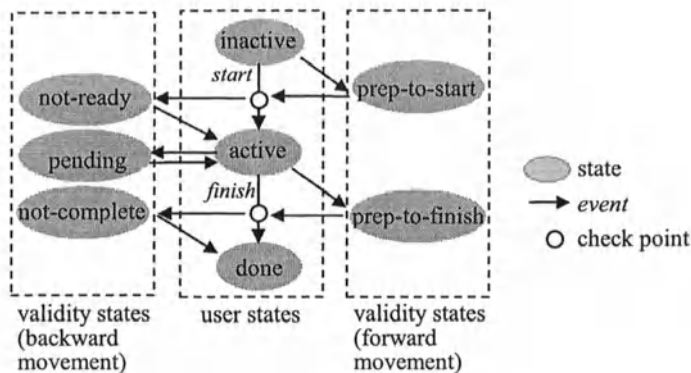 inactive
start
not-ready
prep-to-start
pending
active
finish
not-complete
prep-to-finish
done
state
event
check point
validity states
(backward
movement)
user states
validity states
(forward
movement)